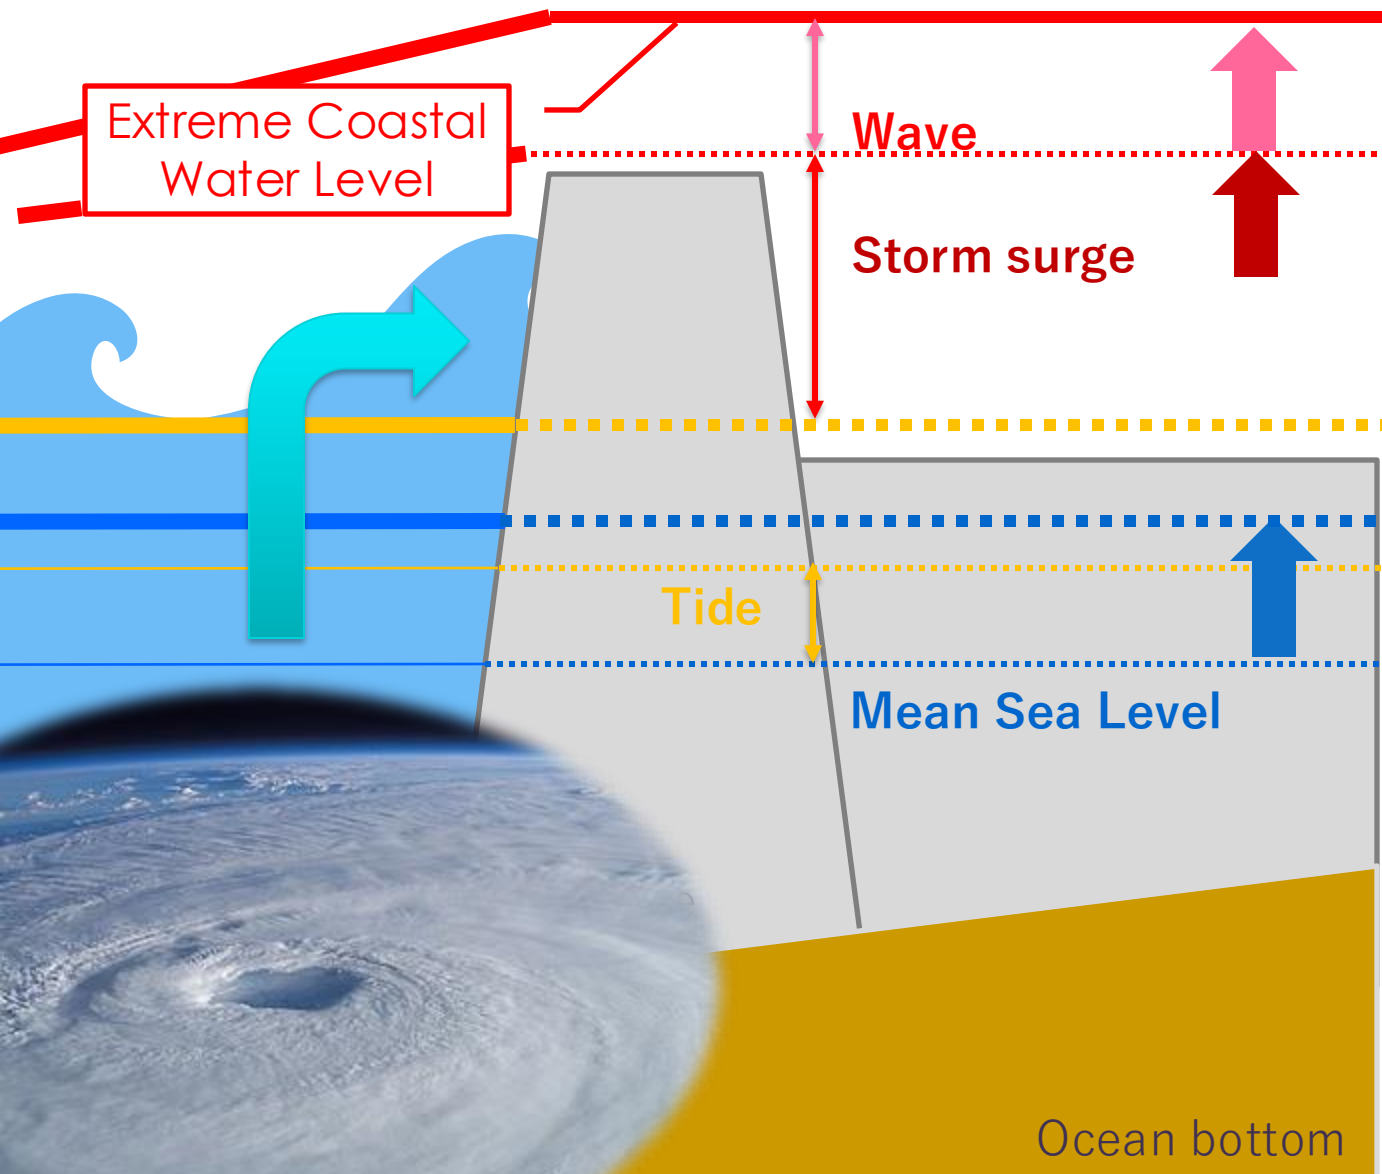 Extreme Coastal
Water Level
Wave
Storm surge
Tide
Mean Sea Level
Ocean bottom